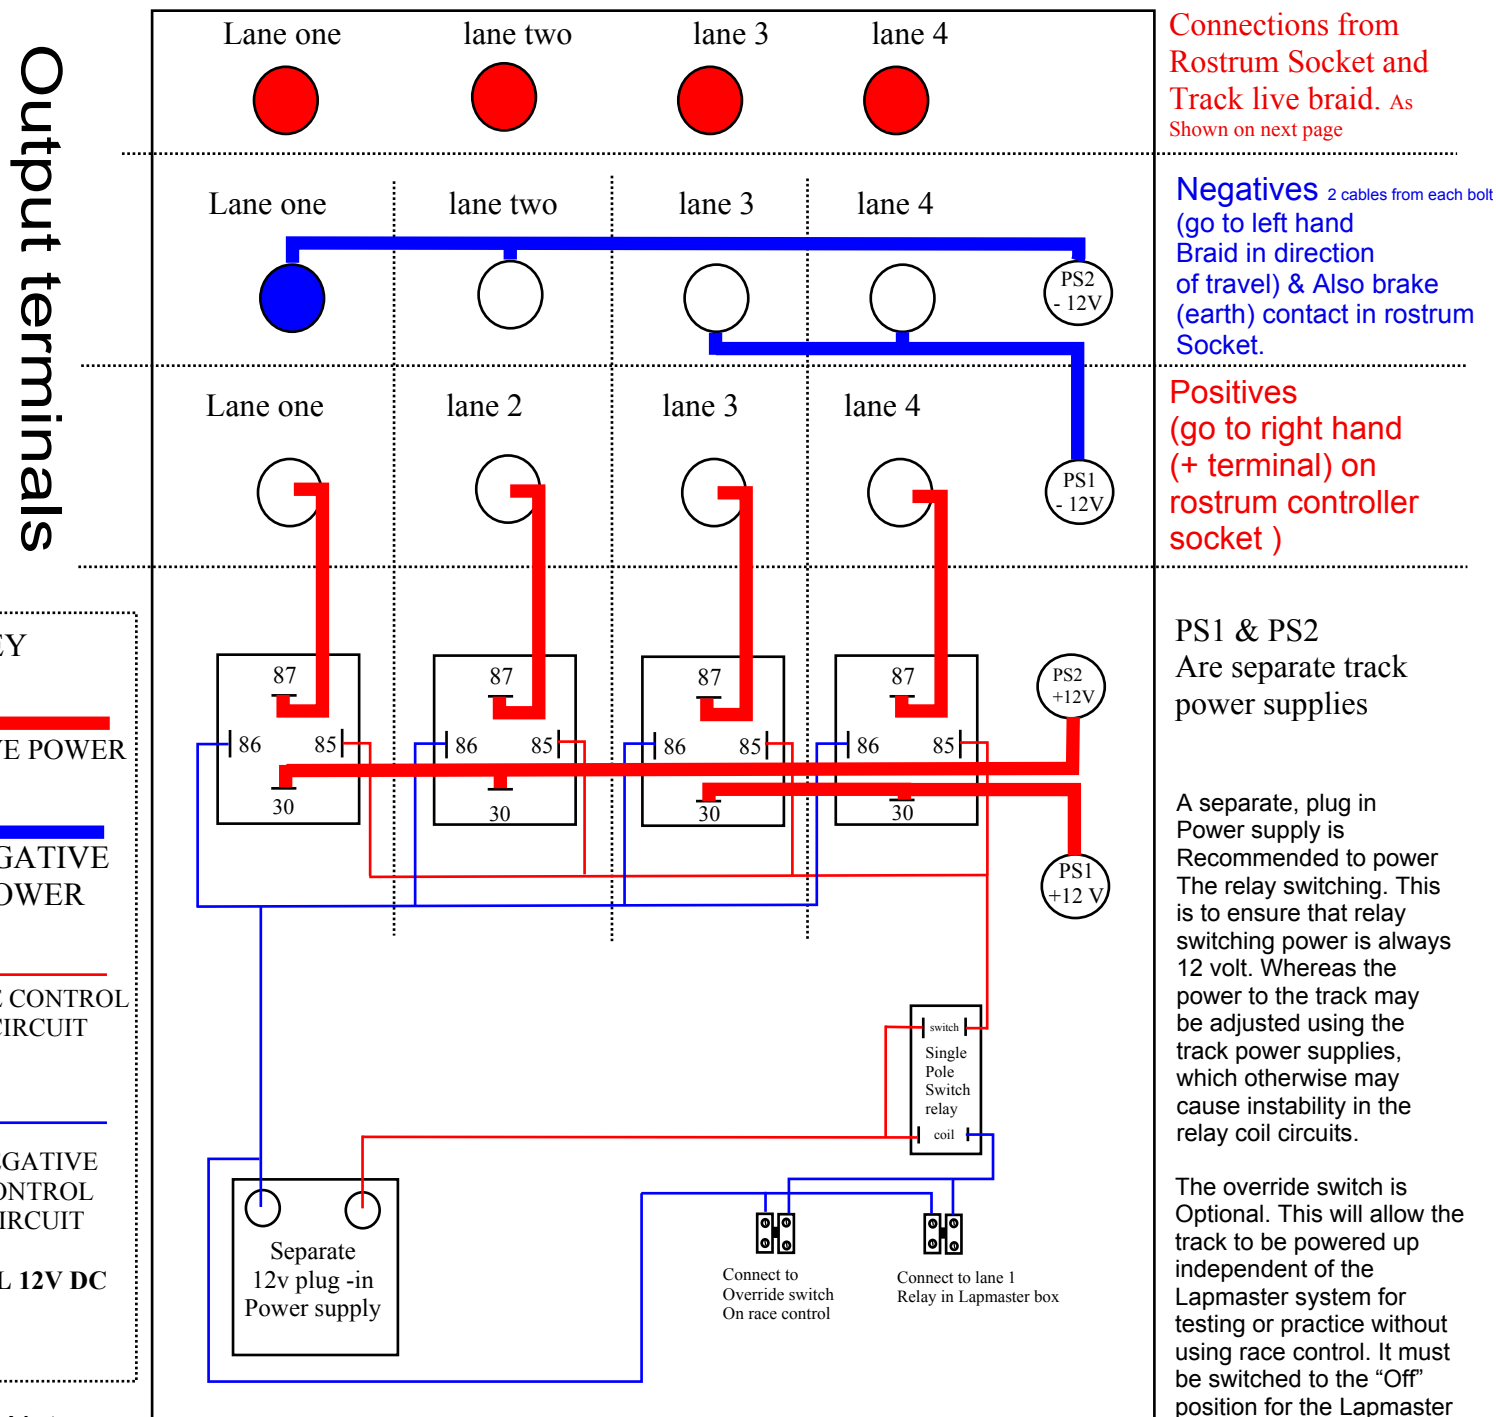 Output terminals
Lane one lane two lane 3 lane 4
Connections from
Rostrum Socket and
Track live braid. As
Shown on next page
Lane one lane two lane 3 lane 4
PS2
- 12V
Negatives 2 cables from each bolt
(go to left hand
Braid in direction
of travel) & Also brake
(earth) contact in rostrum
Socket.
Lane one lane 2 lane 3 lane 4
PS1
- 12V
Positives
(go to right hand
(+ terminal) on
rostrum controller
socket )
EY
VE POWER
GATIVE
OWER
E CONTROL
CIRCUIT
EGATIVE
ONTROL
IRCUIT
L 12V DC
87 87 87 87
86 85 86 85 86 85 86 85
30 30 30 30
PS2
+12V
PS1
+12 V
PS1 & PS2
Are separate track
power supplies
A separate, plug in
Power supply is
Recommended to power
The relay switching. This
is to ensure that relay
switching power is always
12 volt. Whereas the
power to the track may
be adjusted using the
track power supplies,
which otherwise may
cause instability in the
relay coil circuits.
switch
Single
Pole
Switch
relay
coil
Separate
12v plug -in
Power supply
Connect to
Override switch
On race control
Connect to lane 1
Relay in Lapmaster box
The override switch is
Optional. This will allow the
track to be powered up
independent of the
Lapmaster system for
testing or practice without
using race control. It must
be switched to the “Off”
position for the Lapmaster